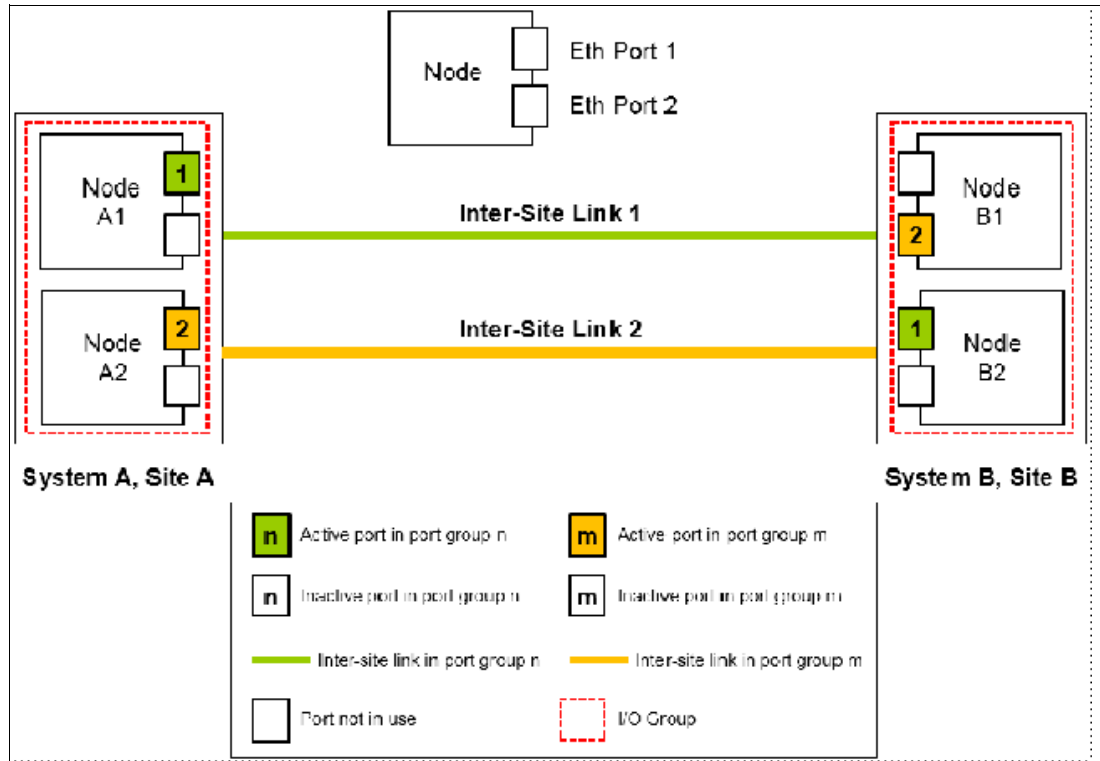 Node
Eth Port 1
Eth Port 2
Node
A1
1
Inter-Site Link 1
2
Node
B1
Node
A2
2
Inter-Site Link 2
1
Node
B2
System A, Site A
System B, Site B
n
Active port in port group n
m
Active port in port group m
n
Inactive port in port group n
m
Inactive port in port group m
Inter-site link in port group n
Inter-site link in port group m
Port not in use
I/O Group